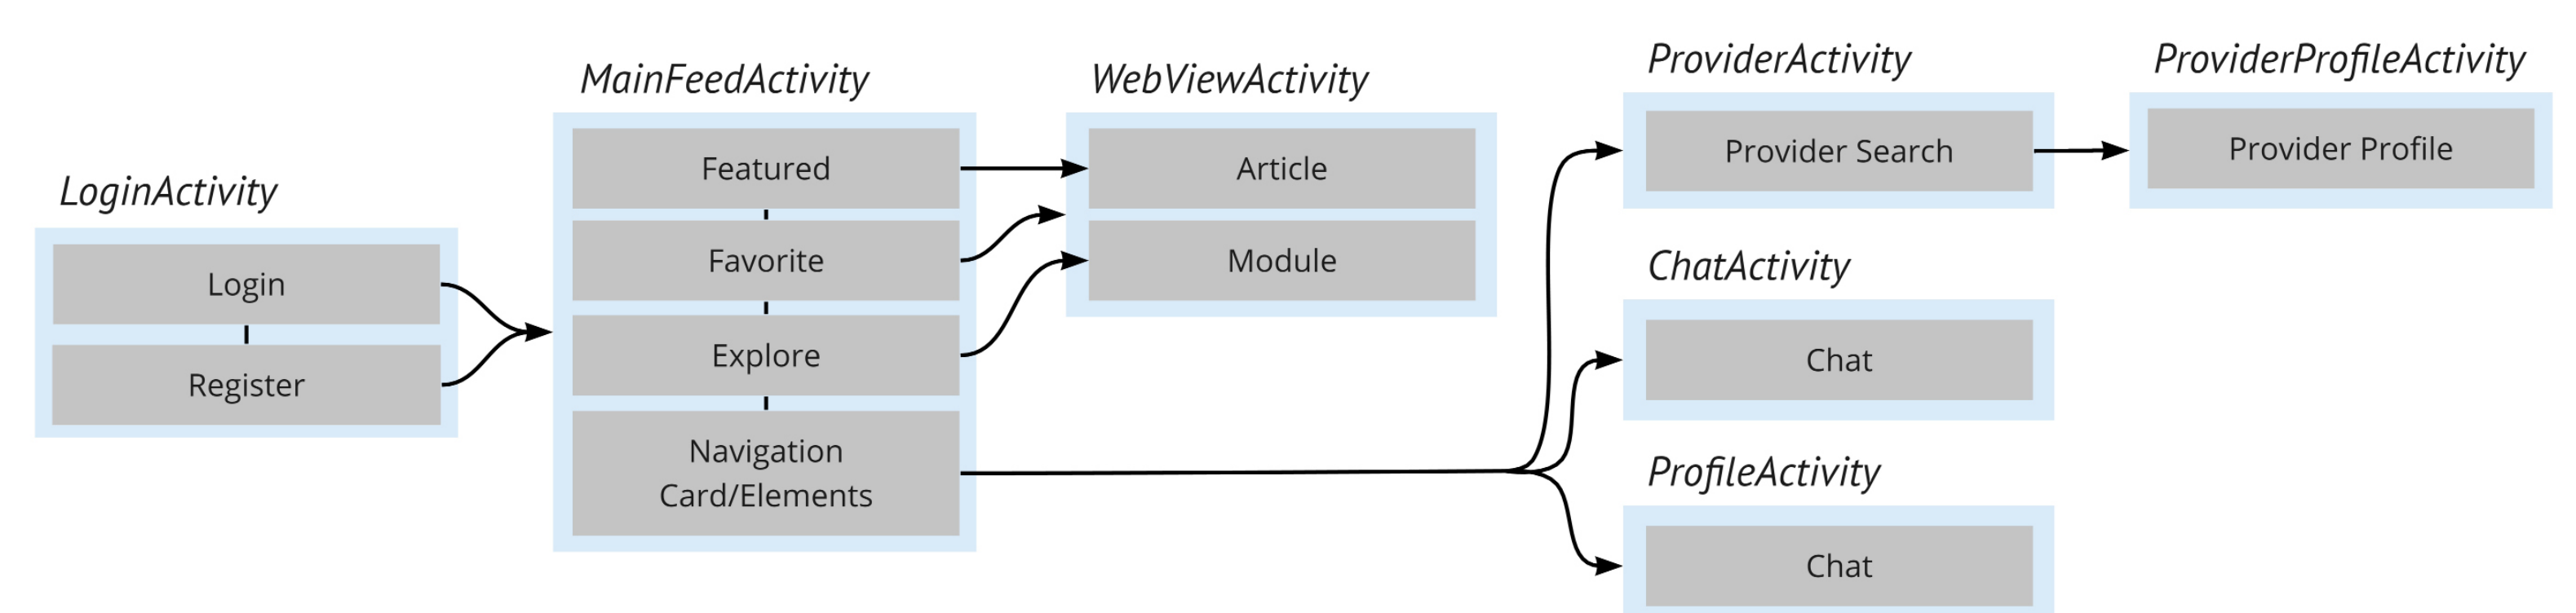 LoginActivity
Login
Register
MainFeedActivity
Featured
Favorite
Explore
Navigation
Card/Elements
WebViewActivity
Article
Module
ProviderActivity
Provider Search
ProviderProfileActivity
Provider Profile
ChatActivity
Chat
ProfileActivity
Chat